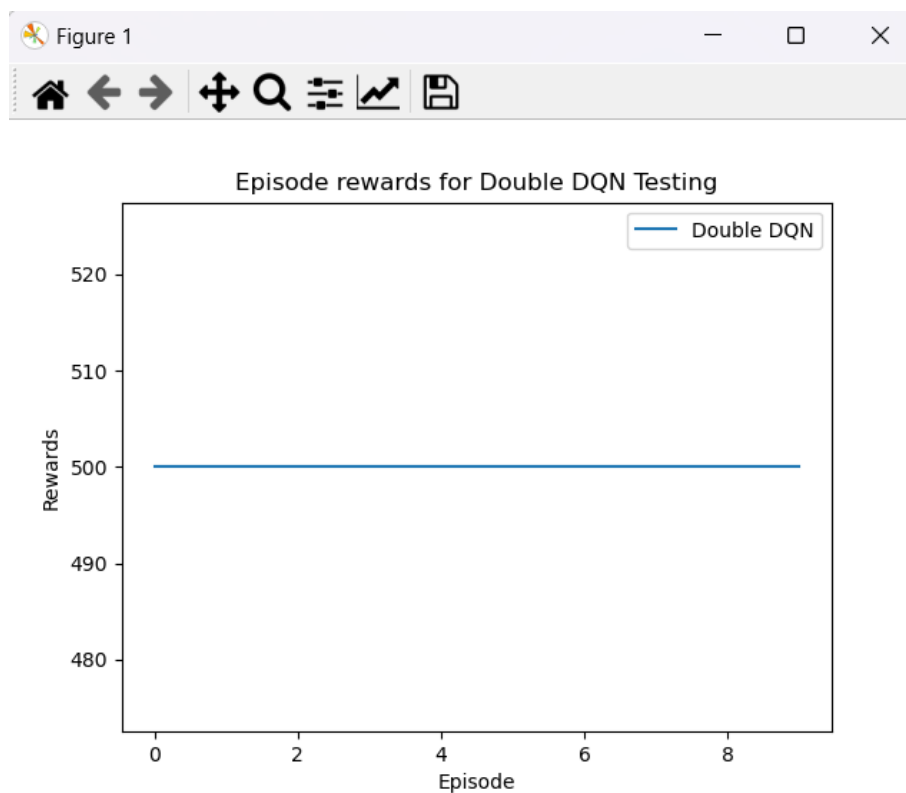 Figure 1
Episode rewards for Double DQN Testing
Double DQN
520
510
500
490
480
Rewards
0 2 4 6 8
Episode